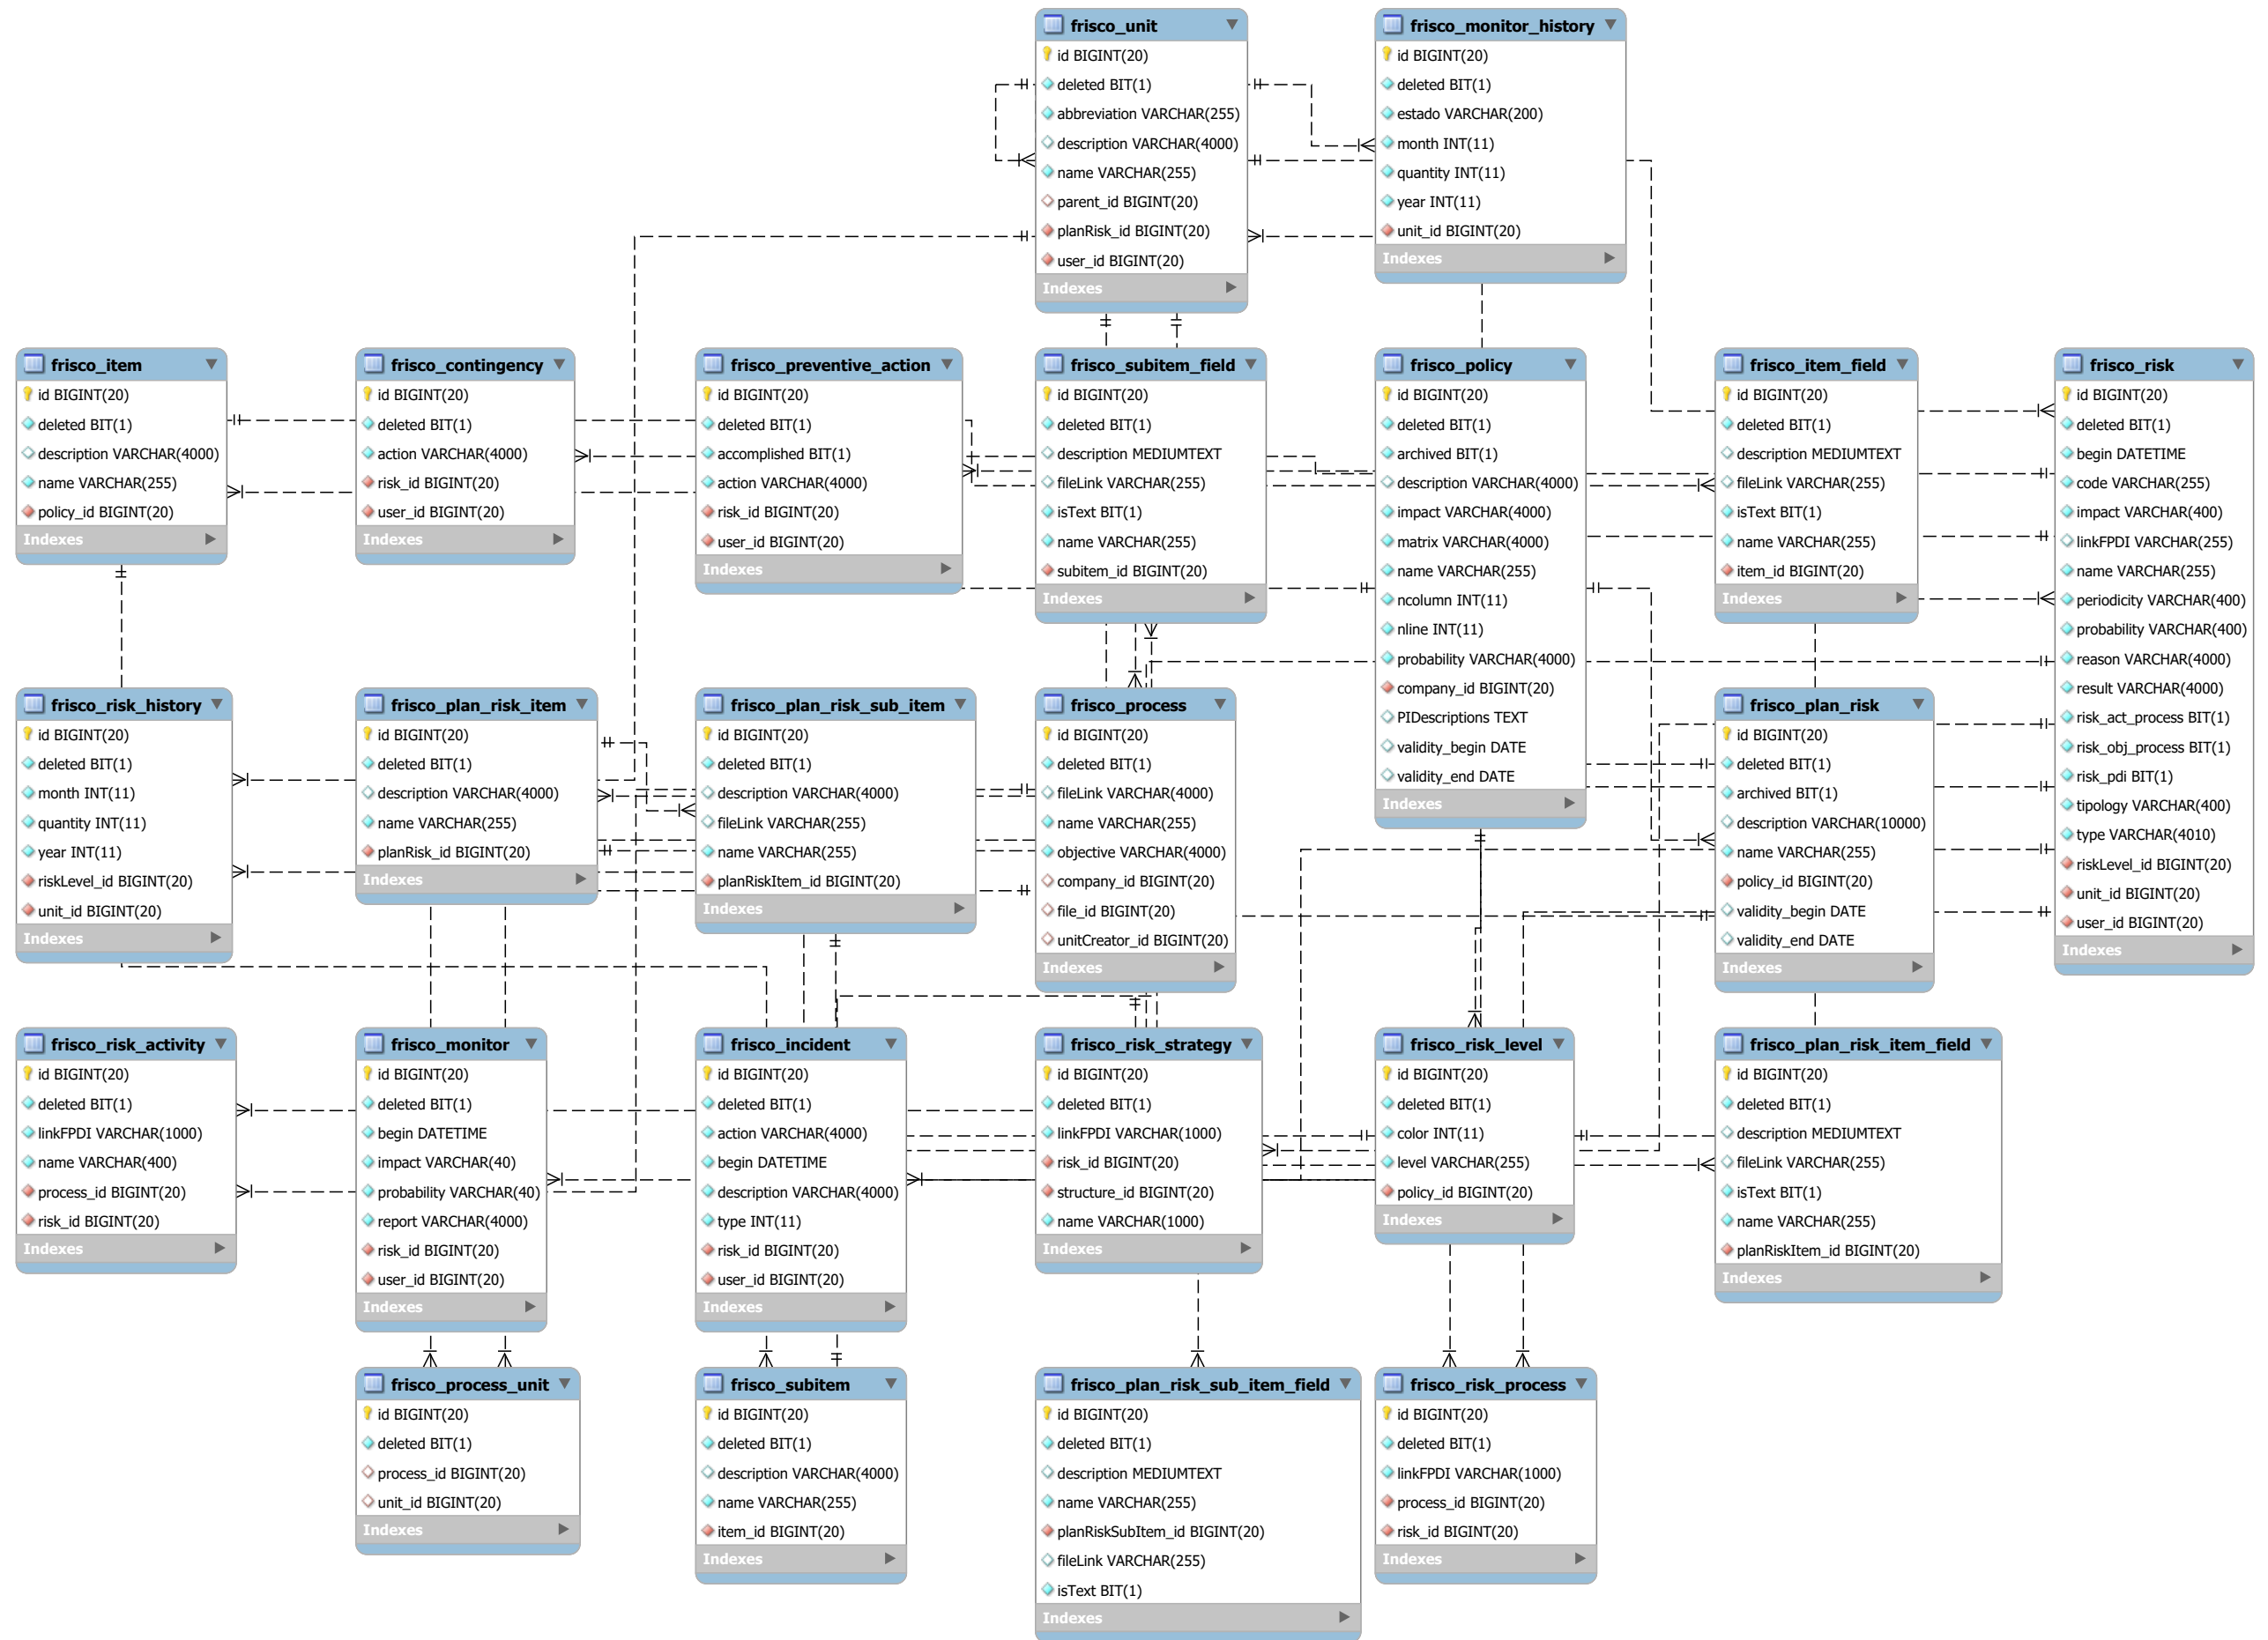 frisco_unit
id BIGINT(20)
deleted BIT(1)
abbreviation VARCHAR(255)
description VARCHAR(4000)
name VARCHAR(255)
parent_id BIGINT(20)
planRisk_id BIGINT(20)
user_id BIGINT(20)
Indexes
frisco_monitor_history
id BIGINT(20)
deleted BIT(1)
estado VARCHAR(200)
month INT(11)
quantity INT(11)
year INT(11)
unit_id BIGINT(20)
Indexes
frisco_item
id BIGINT(20)
deleted BIT(1)
description VARCHAR(4000)
name VARCHAR(255)
policy_id BIGINT(20)
Indexes
frisco_contingency
id BIGINT(20)
deleted BIT(1)
action VARCHAR(4000)
risk_id BIGINT(20)
user_id BIGINT(20)
Indexes
frisco_preventive_action
id BIGINT(20)
deleted BIT(1)
accomplished BIT(1)
action VARCHAR(4000)
risk_id BIGINT(20)
user_id BIGINT(20)
Indexes
frisco_subitem_field
id BIGINT(20)
deleted BIT(1)
description MEDIUMTEXT
fileLink VARCHAR(255)
isText BIT(1)
name VARCHAR(255)
subitem_id BIGINT(20)
Indexes
frisco_policy
id BIGINT(20)
deleted BIT(1)
archived BIT(1)
description VARCHAR(4000)
impact VARCHAR(4000)
matrix VARCHAR(4000)
name VARCHAR(255)
ncolumn INT(11)
nline INT(11)
probability VARCHAR(4000)
company_id BIGINT(20)
PIDescriptions TEXT
validity_begin DATE
validity_end DATE
Indexes
frisco_item_field
id BIGINT(20)
deleted BIT(1)
description MEDIUMTEXT
fileLink VARCHAR(255)
isText BIT(1)
name VARCHAR(255)
item_id BIGINT(20)
Indexes
frisco_risk
id BIGINT(20)
deleted BIT(1)
begin DATETIME
code VARCHAR(255)
impact VARCHAR(400)
linkFPDI VARCHAR(255)
name VARCHAR(255)
periodicity VARCHAR(400)
probability VARCHAR(400)
reason VARCHAR(4000)
result VARCHAR(4000)
risk_act_process BIT(1)
risk_obj_process BIT(1)
risk_pdi BIT(1)
tipology VARCHAR(400)
type VARCHAR(4010)
riskLevel_id BIGINT(20)
unit_id BIGINT(20)
user_id BIGINT(20)
Indexes
frisco_risk_history
id BIGINT(20)
deleted BIT(1)
month INT(11)
quantity INT(11)
year INT(11)
riskLevel_id BIGINT(20)
unit_id BIGINT(20)
Indexes
frisco_plan_risk_item
id BIGINT(20)
deleted BIT(1)
description VARCHAR(4000)
name VARCHAR(255)
planRisk_id BIGINT(20)
Indexes
frisco_plan_risk_sub_item
id BIGINT(20)
deleted BIT(1)
description VARCHAR(4000)
fileLink VARCHAR(255)
name VARCHAR(255)
planRiskItem_id BIGINT(20)
Indexes
frisco_process
id BIGINT(20)
deleted BIT(1)
fileLink VARCHAR(4000)
name VARCHAR(255)
objective VARCHAR(4000)
company_id BIGINT(20)
file_id BIGINT(20)
unitCreator_id BIGINT(20)
Indexes
frisco_plan_risk
id BIGINT(20)
deleted BIT(1)
archived BIT(1)
description VARCHAR(10000)
name VARCHAR(255)
policy_id BIGINT(20)
validity_begin DATE
validity_end DATE
Indexes
frisco_risk_activity
id BIGINT(20)
deleted BIT(1)
linkFPDI VARCHAR(1000)
name VARCHAR(400)
process_id BIGINT(20)
risk_id BIGINT(20)
Indexes
frisco_monitor
id BIGINT(20)
deleted BIT(1)
begin DATETIME
impact VARCHAR(40)
probability VARCHAR(40)
report VARCHAR(4000)
risk_id BIGINT(20)
user_id BIGINT(20)
Indexes
frisco_incident
id BIGINT(20)
deleted BIT(1)
action VARCHAR(4000)
begin DATETIME
description VARCHAR(4000)
type INT(11)
risk_id BIGINT(20)
user_id BIGINT(20)
Indexes
frisco_risk_strategy
id BIGINT(20)
deleted BIT(1)
linkFPDI VARCHAR(1000)
risk_id BIGINT(20)
structure_id BIGINT(20)
name VARCHAR(1000)
Indexes
frisco_risk_level
id BIGINT(20)
deleted BIT(1)
color INT(11)
level VARCHAR(255)
policy_id BIGINT(20)
Indexes
frisco_plan_risk_item_field
id BIGINT(20)
deleted BIT(1)
description MEDIUMTEXT
fileLink VARCHAR(255)
isText BIT(1)
name VARCHAR(255)
planRiskItem_id BIGINT(20)
Indexes
frisco_process_unit
id BIGINT(20)
deleted BIT(1)
process_id BIGINT(20)
unit_id BIGINT(20)
Indexes
frisco_subitem
id BIGINT(20)
deleted BIT(1)
description VARCHAR(4000)
name VARCHAR(255)
item_id BIGINT(20)
Indexes
frisco_plan_risk_sub_item_field
id BIGINT(20)
deleted BIT(1)
description MEDIUMTEXT
name VARCHAR(255)
planRiskSubItem_id BIGINT(20)
fileLink VARCHAR(255)
isText BIT(1)
Indexes
frisco_risk_process
id BIGINT(20)
deleted BIT(1)
linkFPDI VARCHAR(1000)
process_id BIGINT(20)
risk_id BIGINT(20)
Indexes